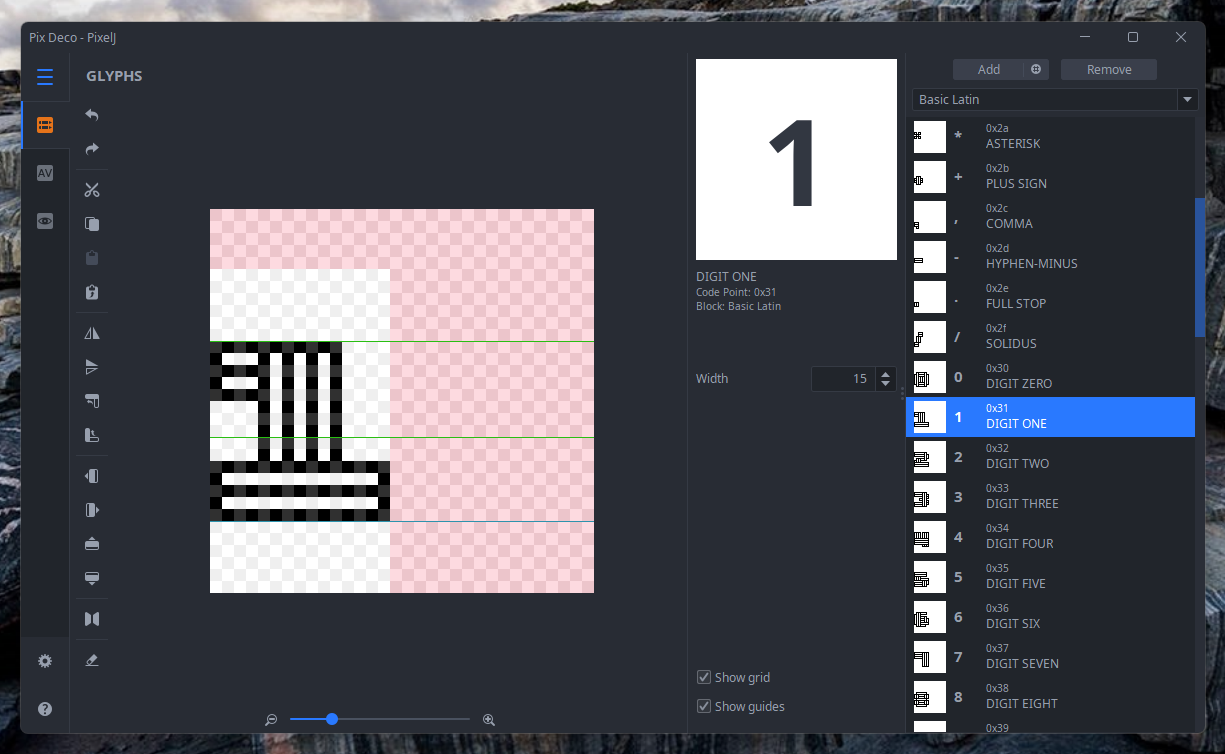 Pix Deco - PixelJ
GLYPHS
AV
1
DIGIT ONE
Code Point: 0x31
Block: Basic Latin
Width 15
Show grid
Show guides
Add
Remove
Basic Latin
* 0x2a
ASTERISK
+ 0x2b
PLUS SIGN
, 0x2c
COMMA
- 0x2d
HYPHEN-MINUS
. 0x2e
FULL STOP
/ 0x2f
SOLIDUS
0 0x30
DIGIT ZERO
1 0x31
DIGIT ONE
2 0x32
DIGIT TWO
3 0x33
DIGIT THREE
4 0x34
DIGIT FOUR
5 0x35
DIGIT FIVE
6 0x36
DIGIT SIX
7 0x37
DIGIT SEVEN
8 0x38
DIGIT EIGHT
0x39